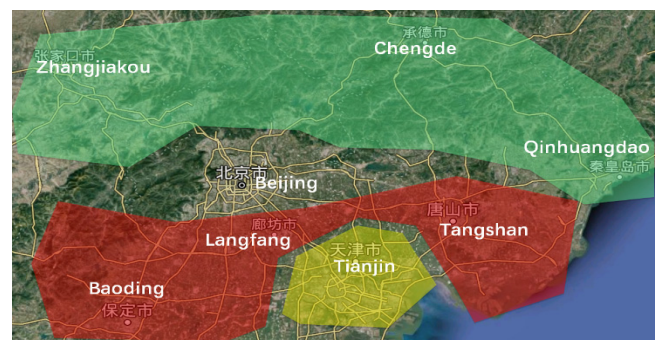 承德市
Chengde
张家口市
Zhangjiakou
Qinhuangdao
秦皇岛市
北京市
Beijing
唐山市
Tangshan
廊坊市
Langfang
天津市
Tianjin
Baoding
保定市